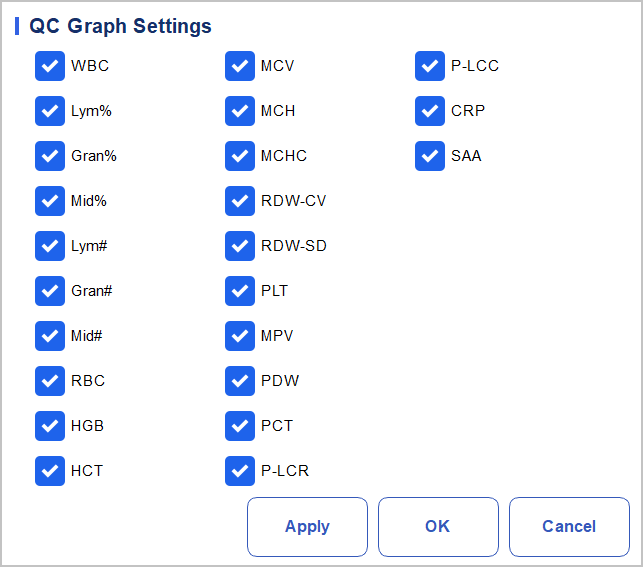 QC Graph Settings
WBC
Lym%
Gran%
Mid%
Lym#
Gran#
Mid#
RBC
HGB
HCT
MCV
MCH
MCHC
RDW-CV
RDW-SD
PLT
MPV
PDW
PCT
P-LCR
P-LCC
CRP
SAA
Apply
OK
Cancel